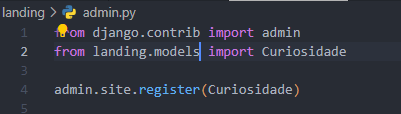 landing > admin.py
1 from django.contrib import admin
2 from landing.models import Curiosidade
3
4 admin.site.register(Curiosidade)